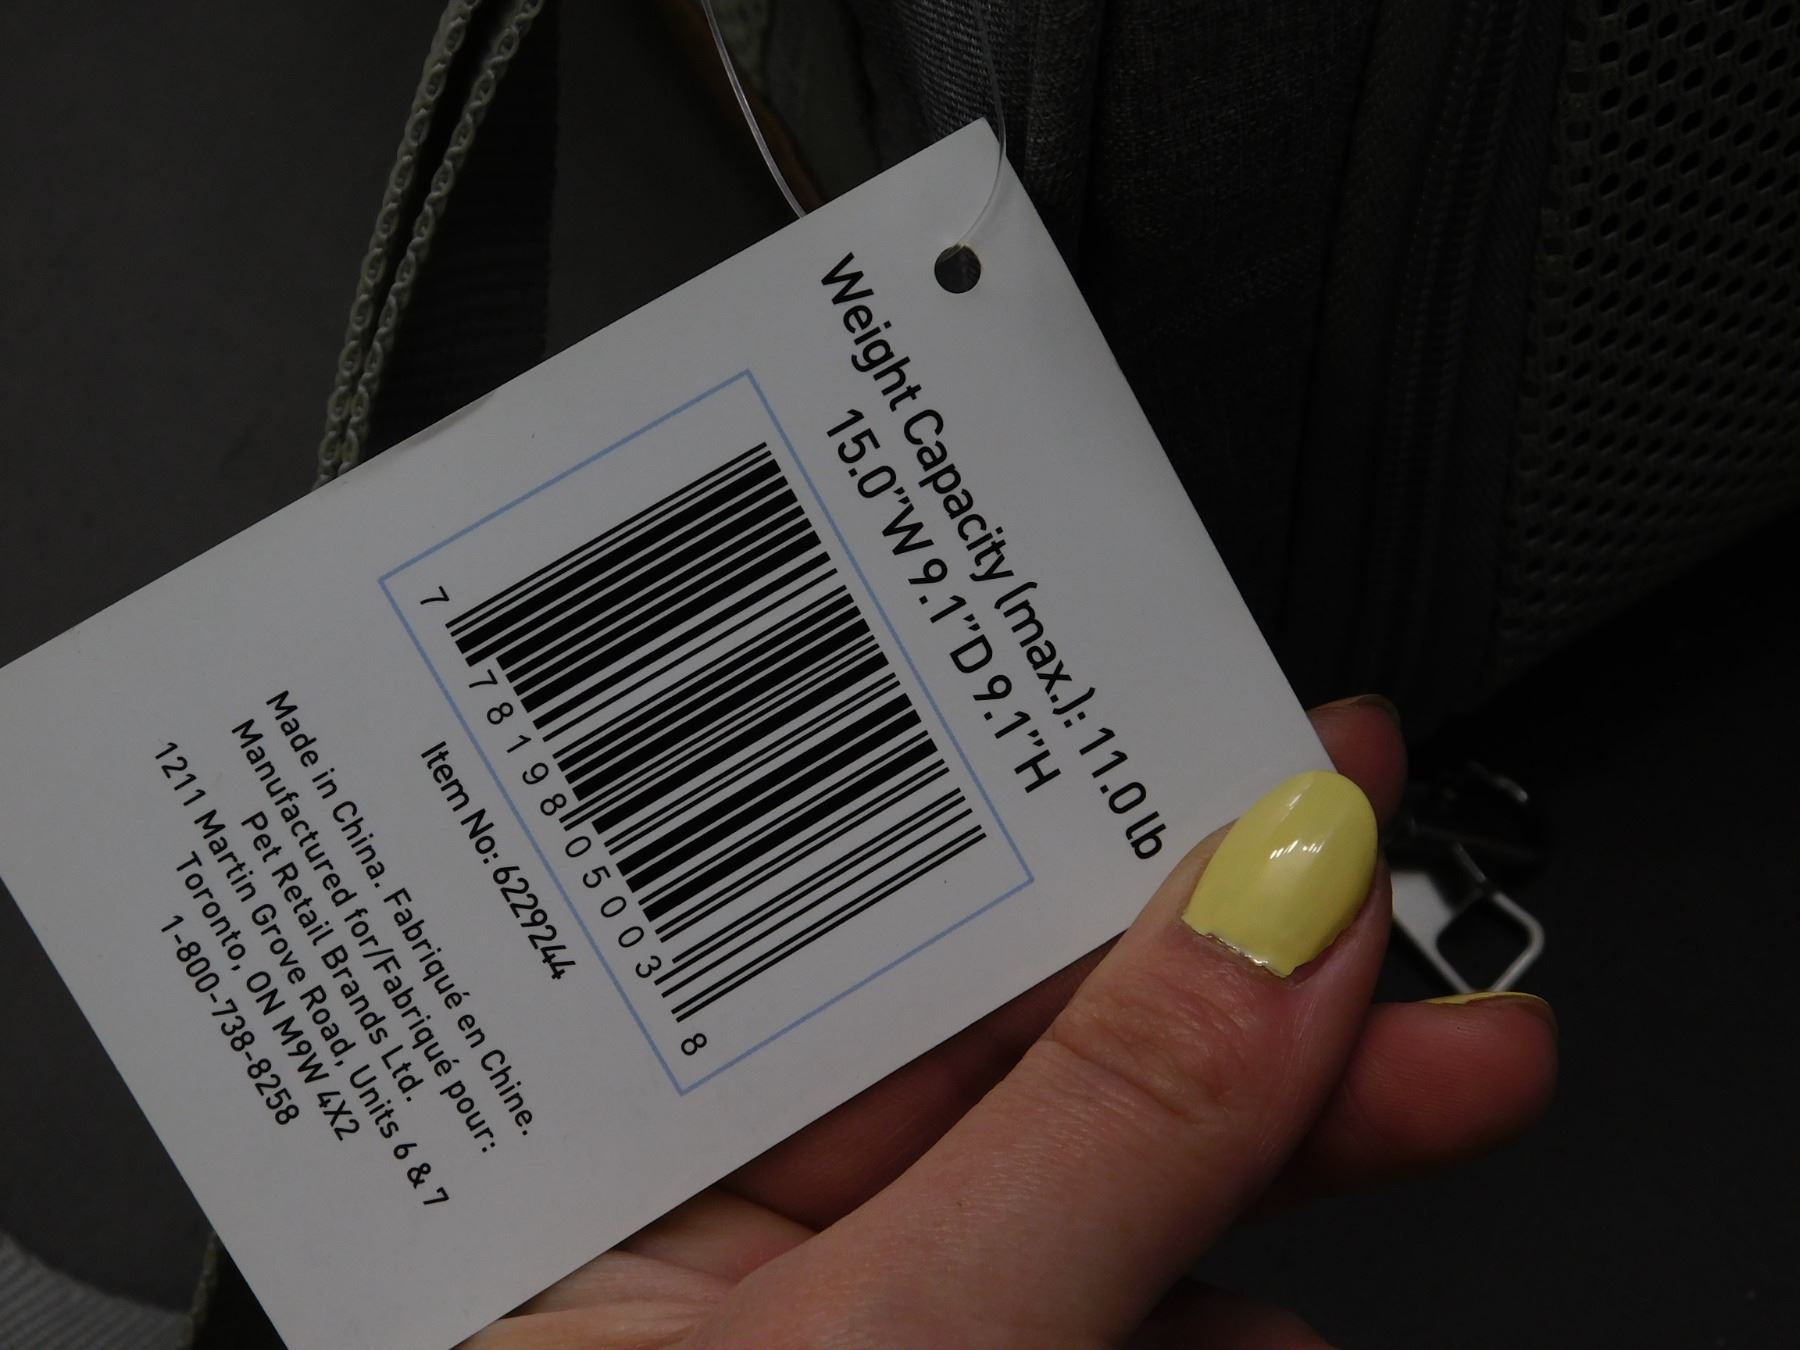 Weight Capacity (max.): 11.0 lb
15.0"W 9.1"D 9.1"H
7 78198 05003 8
Item No: 6229244
Made in China. Fabriqué en Chine.
Manufactured for/Fabriqué pour:
Pet Retail Brands Ltd.
1211 Martin Grove Road, Units 6 & 7
Toronto, ON M9W 4X2
1-800-738-8258